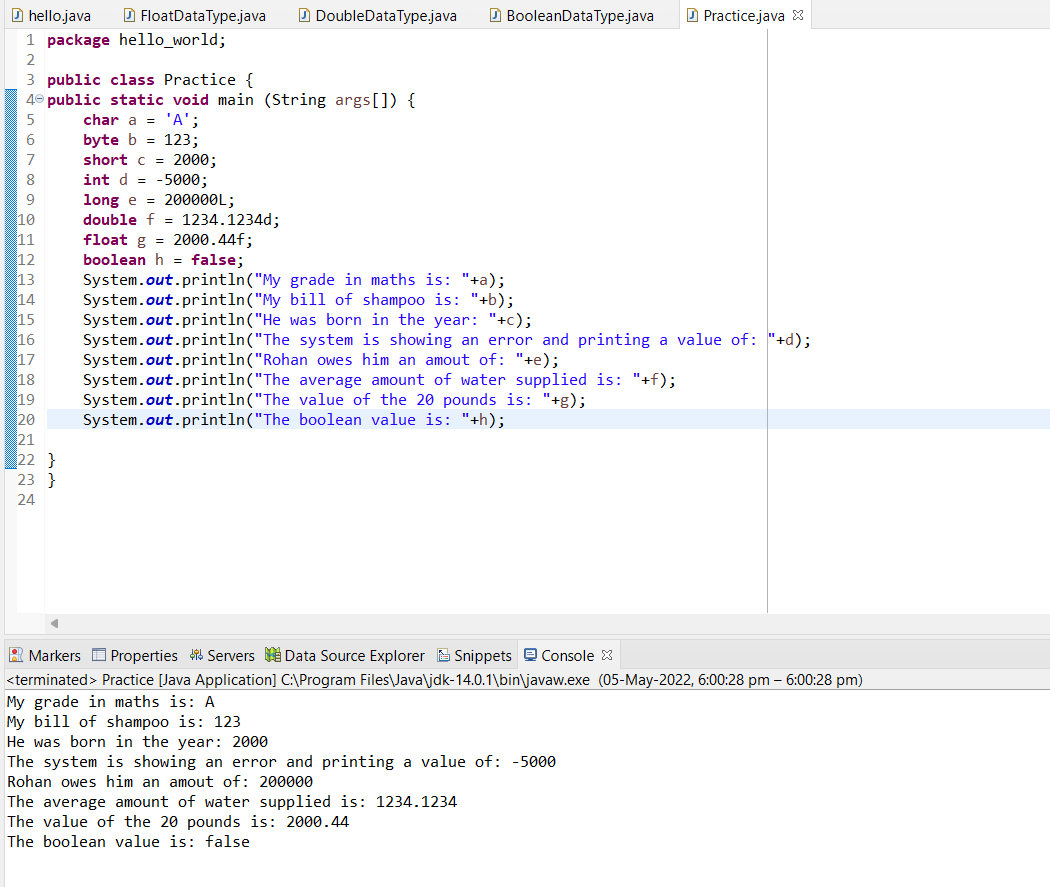 hello.java FloatDataType.java DoubleDataType.java BooleanDataType.java Practice.java
1 package hello_world;
2
3 public class Practice {
4 public static void main (String args[]) {
5     char a = 'A';
6     byte b = 123;
7     short c = 2000;
8     int d = -5000;
9     long e = 200000L;
10     double f = 1234.1234d;
11     float g = 2000.44f;
12     boolean h = false;
13     System.out.println("My grade in maths is: "+a);
14     System.out.println("My bill of shampoo is: "+b);
15     System.out.println("He was born in the year: "+c);
16     System.out.println("The system is showing an error and printing a value of: "+d);
17     System.out.println("Rohan owes him an amout of: "+e);
18     System.out.println("The average amount of water supplied is: "+f);
19     System.out.println("The value of the 20 pounds is: "+g);
20     System.out.println("The boolean value is: "+h);
21
22 }
23 }
24
Markers Properties Servers Data Source Explorer Snippets Console
<terminated> Practice [Java Application] C:\Program Files\Java\jdk-14.0.1\bin\javaw.exe (05-May-2022, 6:00:28 pm – 6:00:28 pm)
My grade in maths is: A
My bill of shampoo is: 123
He was born in the year: 2000
The system is showing an error and printing a value of: -5000
Rohan owes him an amout of: 200000
The average amount of water supplied is: 1234.1234
The value of the 20 pounds is: 2000.44
The boolean value is: false